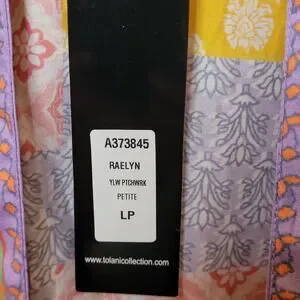 A373845
RAELYN
YLW PTCHWRK
PETITE
LP
www.tolanicollection.com